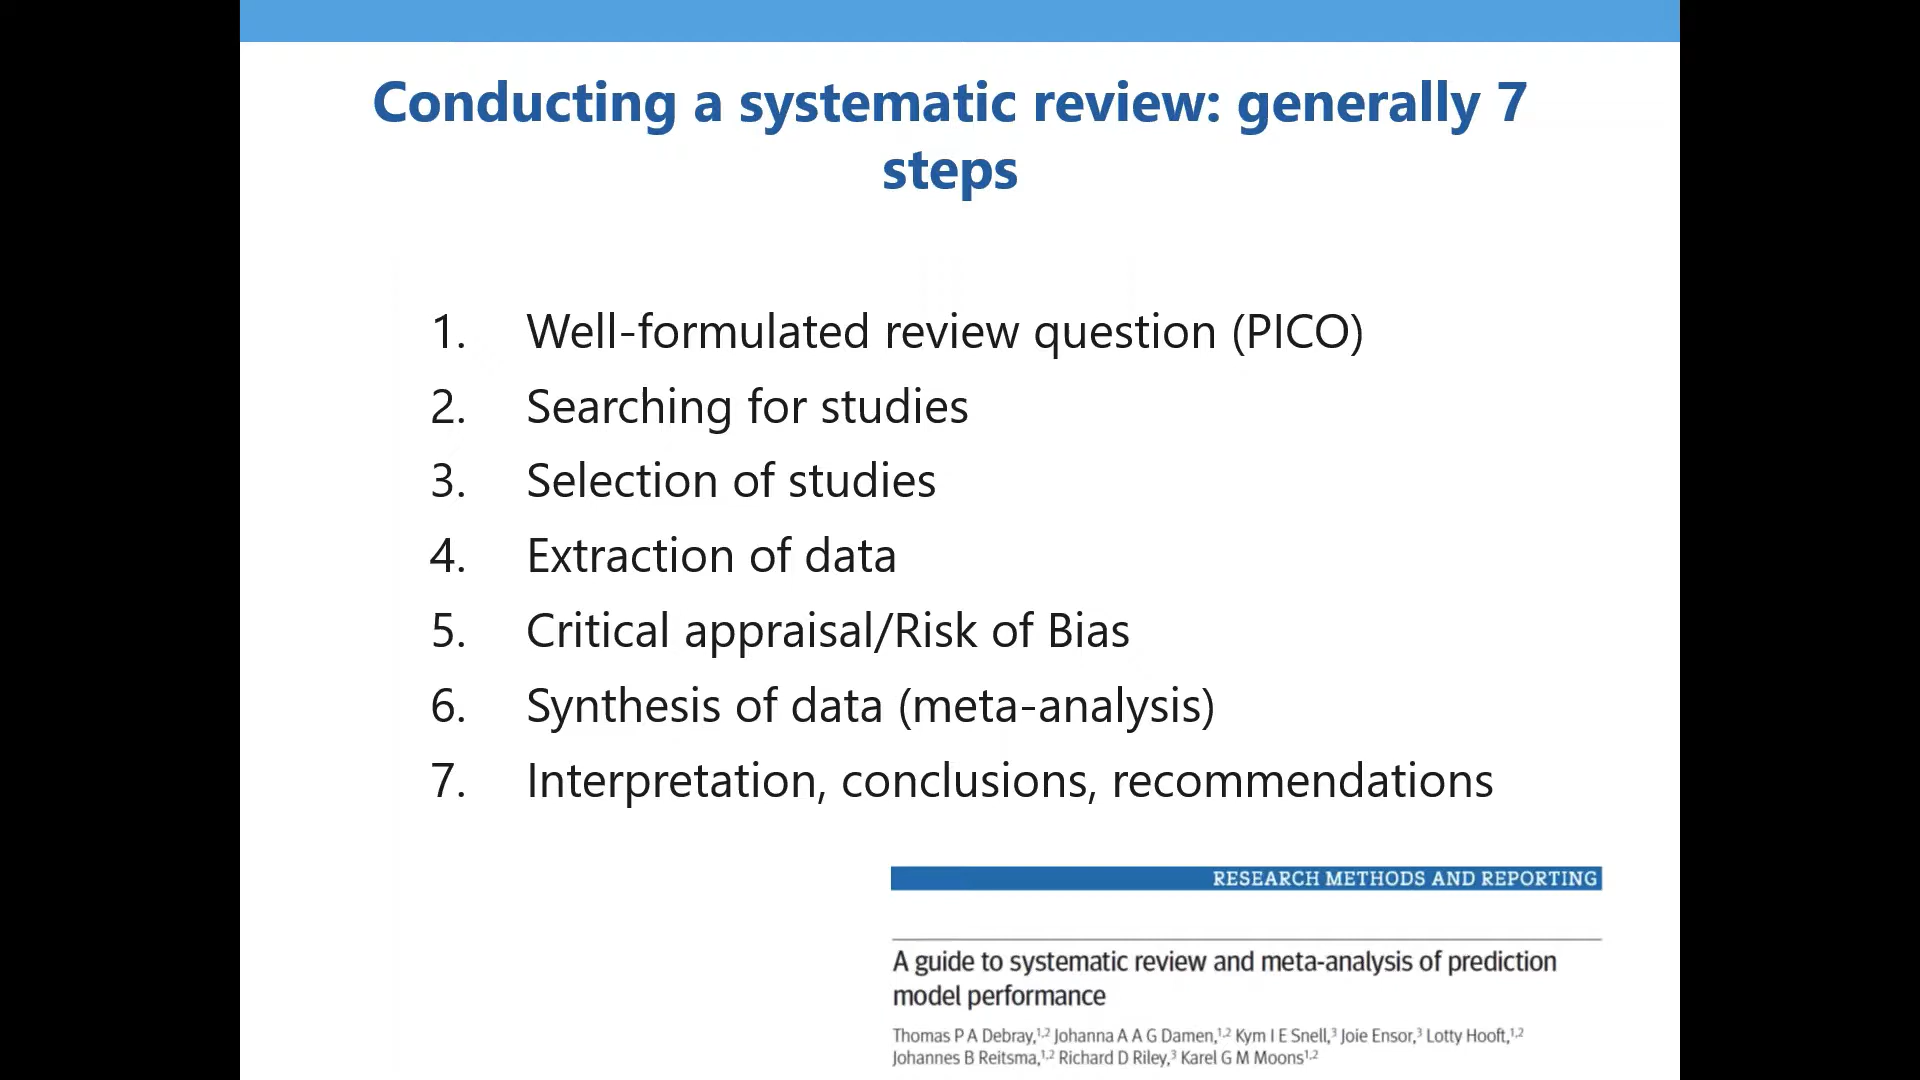 Conducting a systematic review: generally 7
steps
1. Well-formulated review question (PICO)
2. Searching for studies
3. Selection of studies
4. Extraction of data
5. Critical appraisal/Risk of Bias
6. Synthesis of data (meta-analysis)
7. Interpretation, conclusions, recommendations
RESEARCH METHODS AND REPORTING
A guide to systematic review and meta-analysis of prediction
model performance
Thomas P A Debray,1,2 Johanna A A G Damen,1,2 Kym I E Snell,3 Joie Ensor,3 Lotty Hooft,1,2
Johannes B Reitsma,1,2 Richard D Riley,3 Karel G M Moons1,2